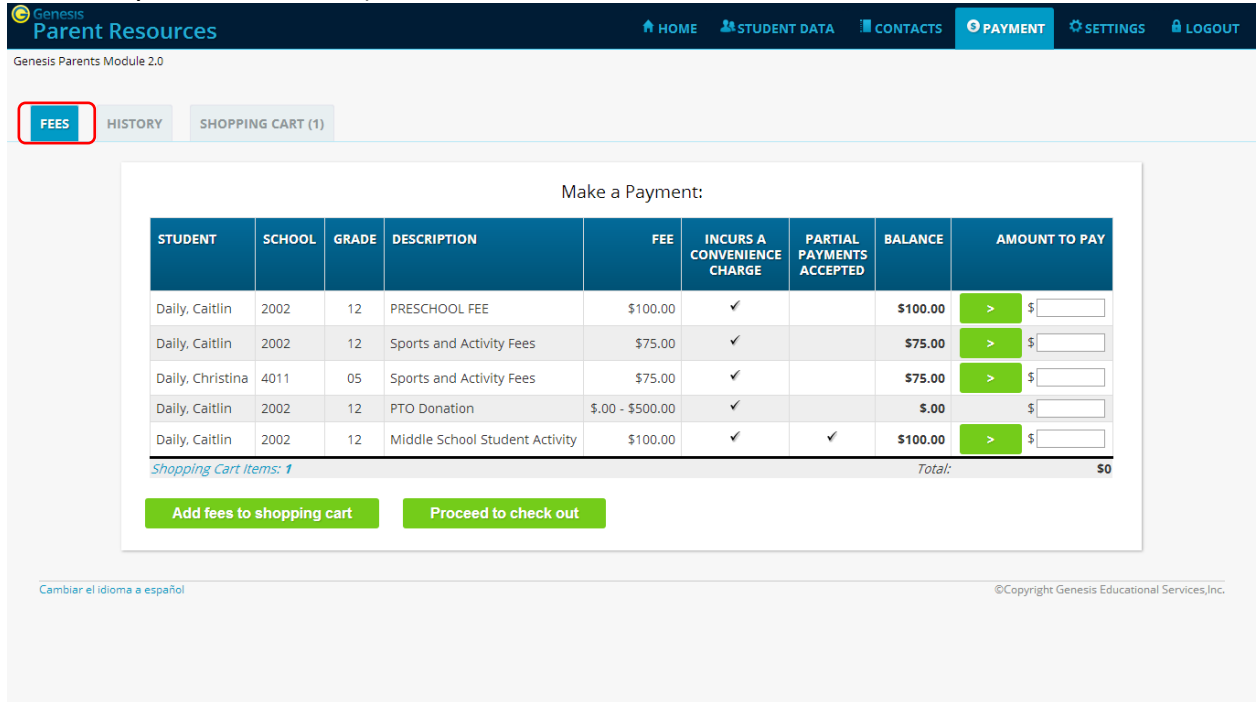 Genesis
Parent Resources
HOME STUDENT DATA CONTACTS PAYMENT SETTINGS LOGOUT
Genesis Parents Module 2.0
FEES HISTORY SHOPPING CART (1)
Make a Payment:
STUDENT SCHOOL GRADE DESCRIPTION FEE INCURS A CONVENIENCE CHARGE PARTIAL PAYMENTS ACCEPTED BALANCE AMOUNT TO PAY
Daily, Caitlin 2002 12 PRESCHOOL FEE $100.00 ✓ $100.00 > $
Daily, Caitlin 2002 12 Sports and Activity Fees $75.00 ✓ $75.00 > $
Daily, Christina 4011 05 Sports and Activity Fees $75.00 ✓ $75.00 > $
Daily, Caitlin 2002 12 PTO Donation $.00 - $500.00 ✓ $.00 $
Daily, Caitlin 2002 12 Middle School Student Activity $100.00 ✓ ✓ $100.00 > $
Shopping Cart Items: 1 Total: $0
Add fees to shopping cart Proceed to check out
Cambiar el idioma a español ©Copyright Genesis Educational Services,Inc.